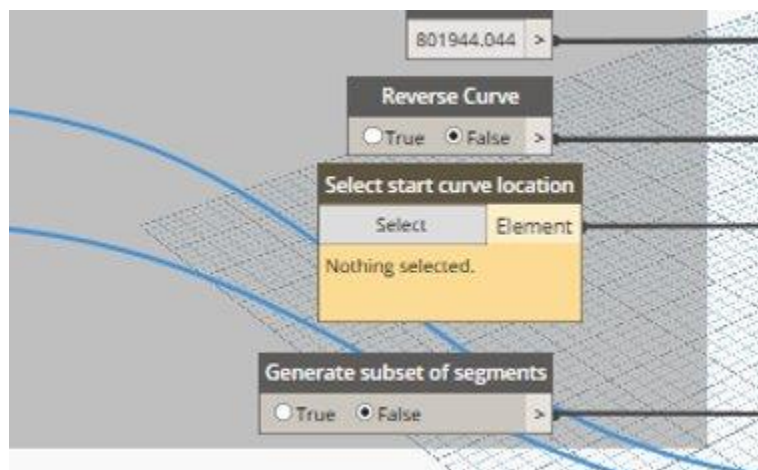 801944.044 >
Reverse Curve
True False >
Select start curve location
Select Element
Nothing selected.
Generate subset of segments
True False >